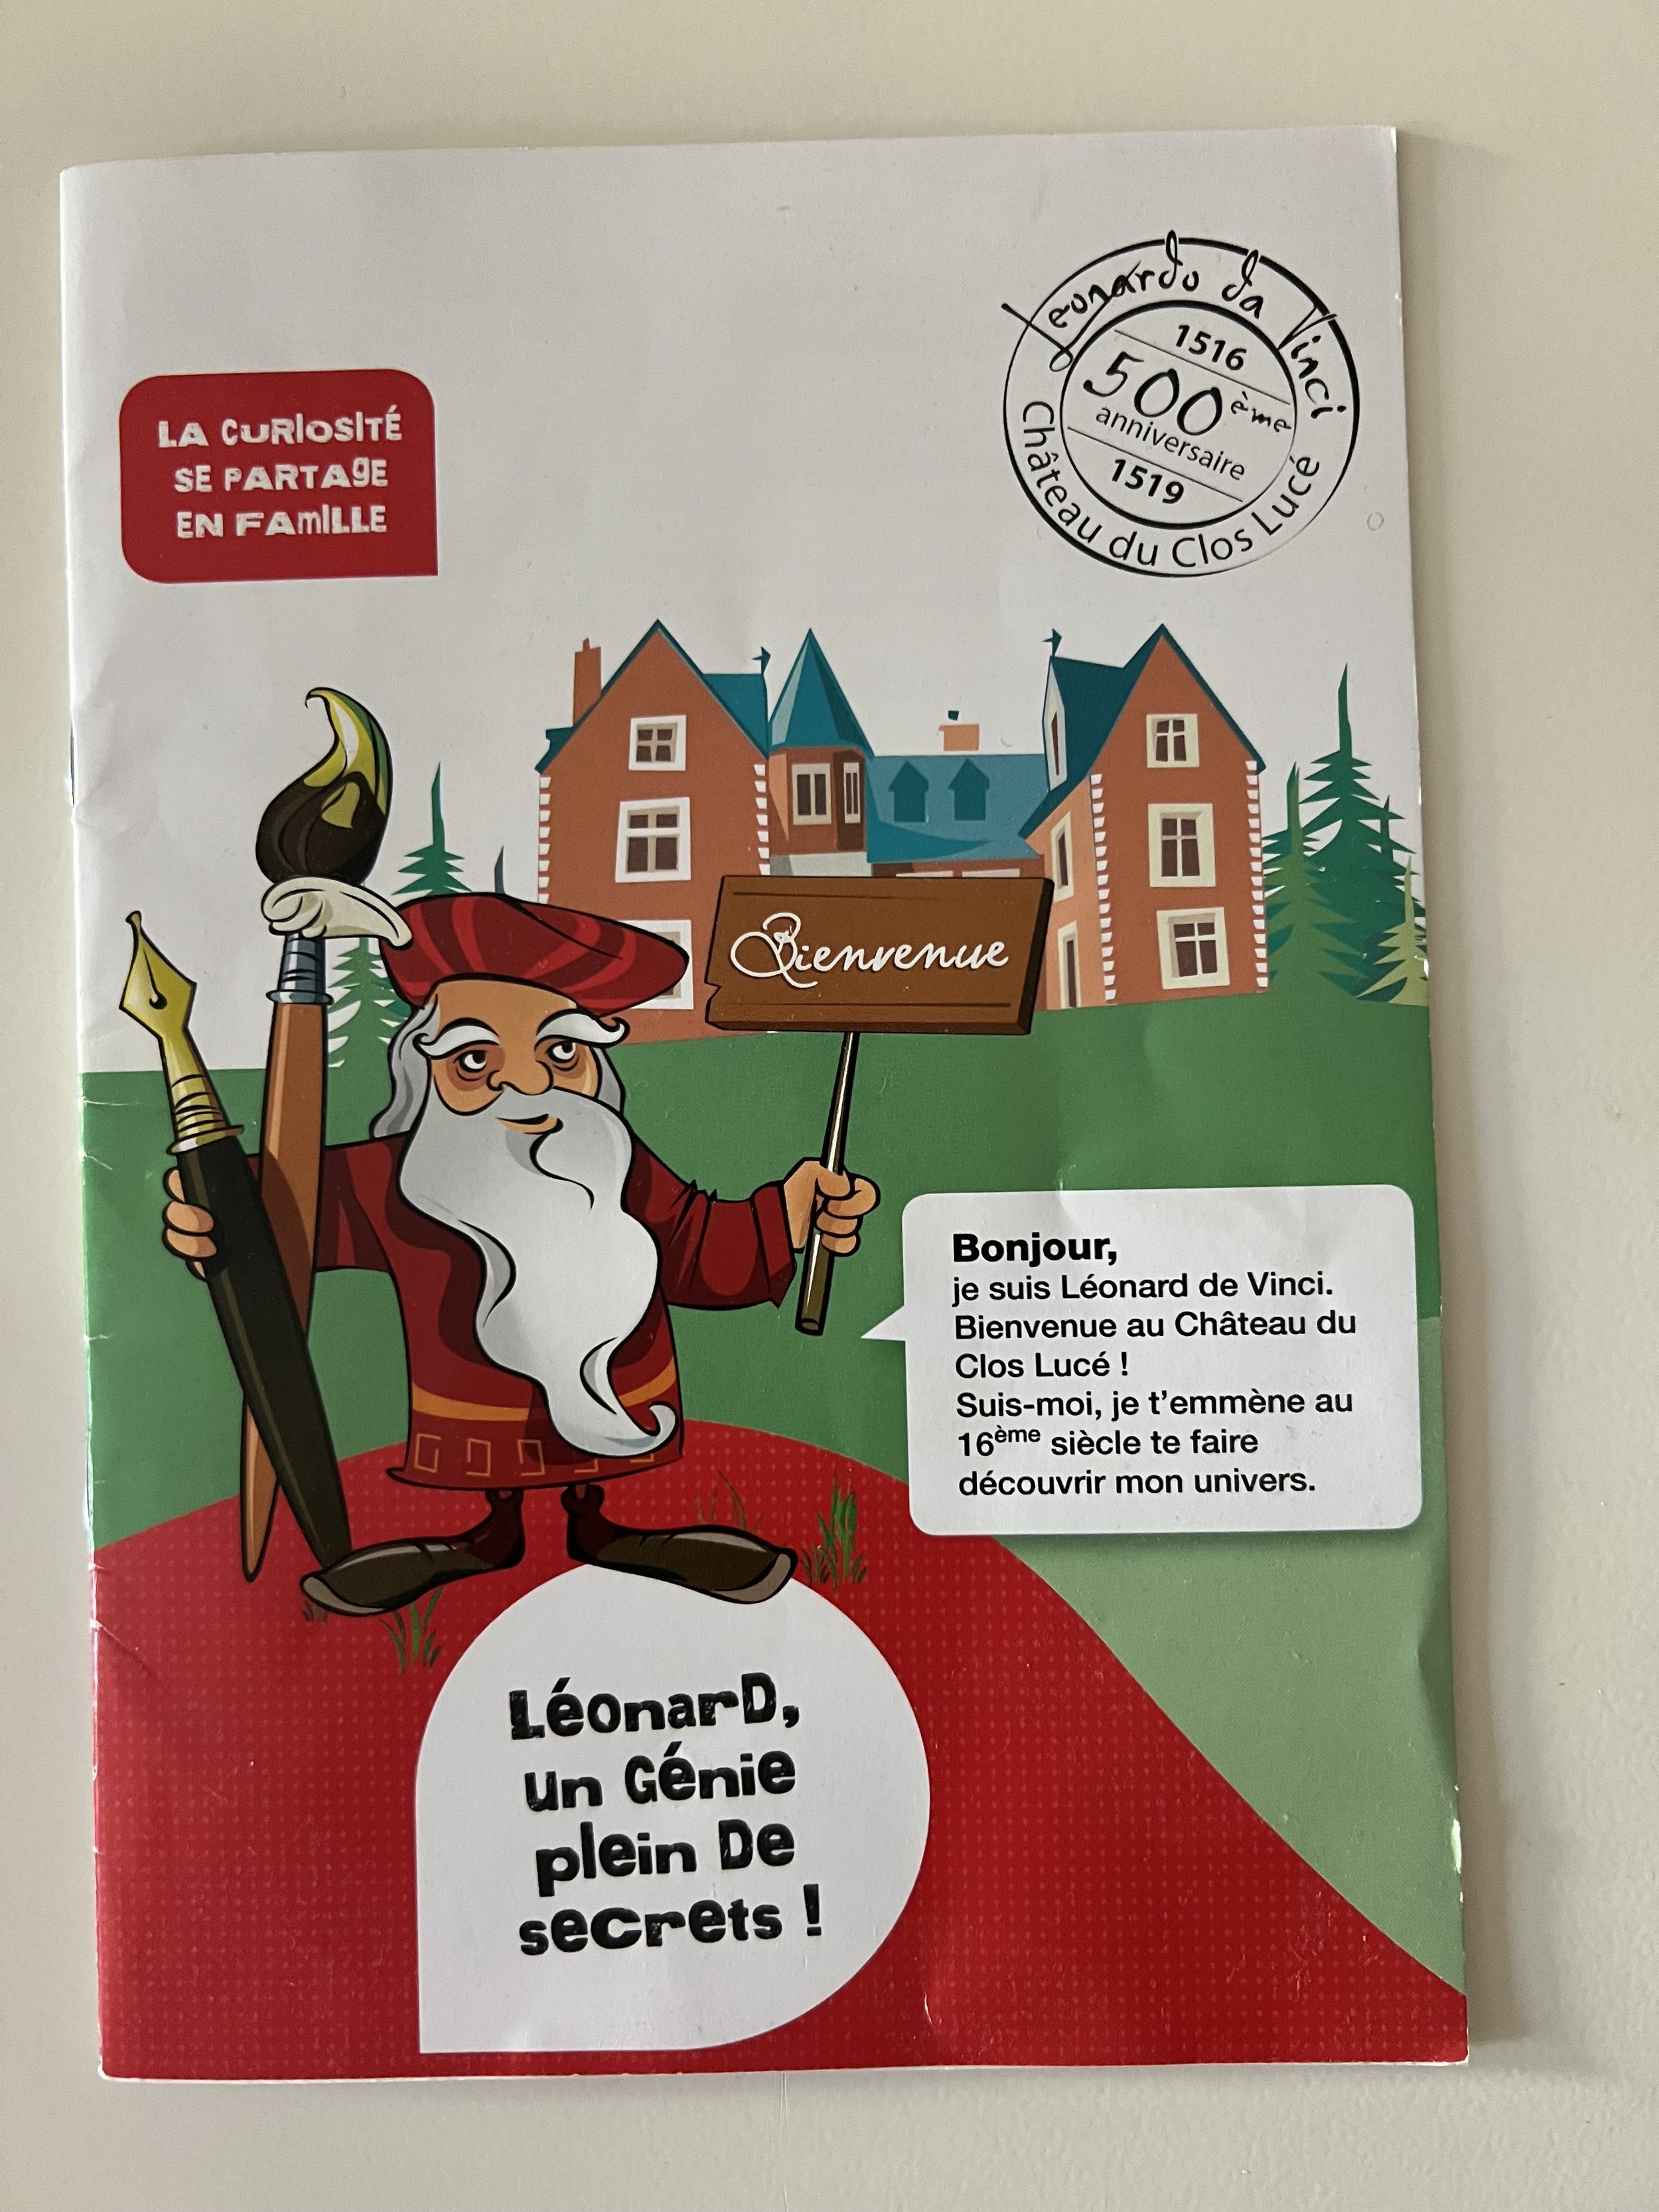 Leonardo da Vinci
1516
500ème
anniversaire
1519
Château du Clos Lucé
LA CURIOSITÉ
SE PARTAGE
EN FAMILLE
Bienvenue
Bonjour,
je suis Léonard de Vinci.
Bienvenue au Château du
Clos Lucé !
Suis-moi, je t'emmène au
16ème siècle te faire
découvrir mon univers.
Léonard,
un Génie
plein De
secrets !